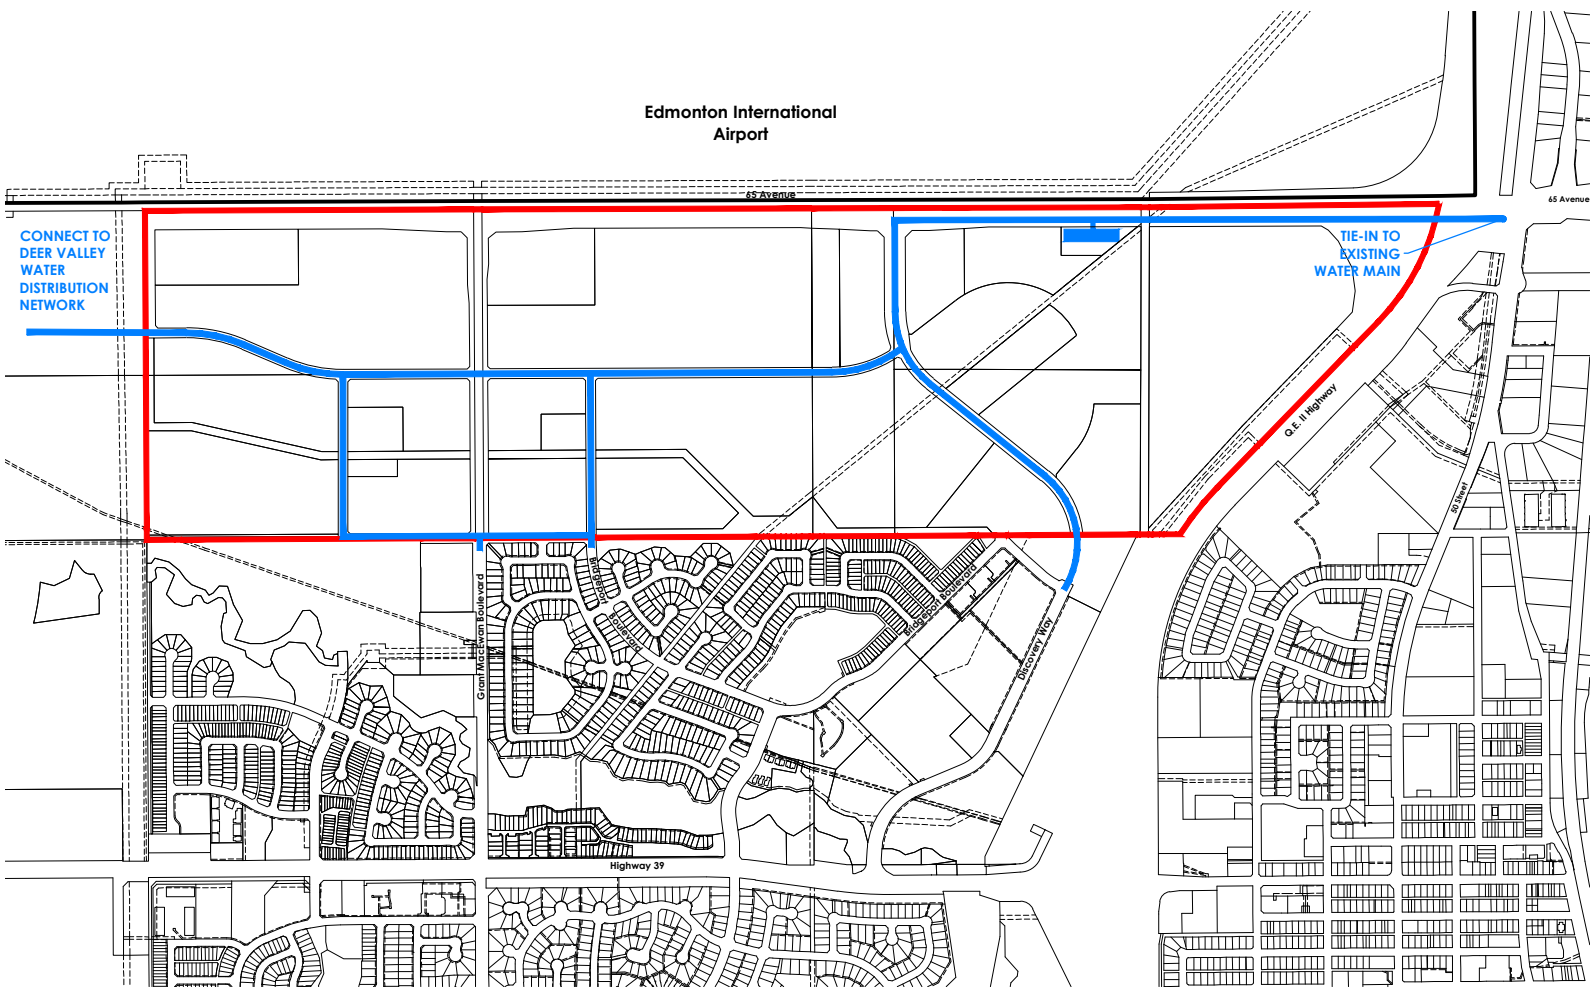 Edmonton International
Airport
65 Avenue
65 Avenue
CONNECT TO
DEER VALLEY
WATER
DISTRIBUTION
NETWORK
TIE-IN TO
EXISTING
WATER MAIN
Q.E. II Highway
50 Street
Grant MacEwan Boulevard
Bridgeport
Boulevard
Bridgeport Boulevard
Discovery Way
Highway 39